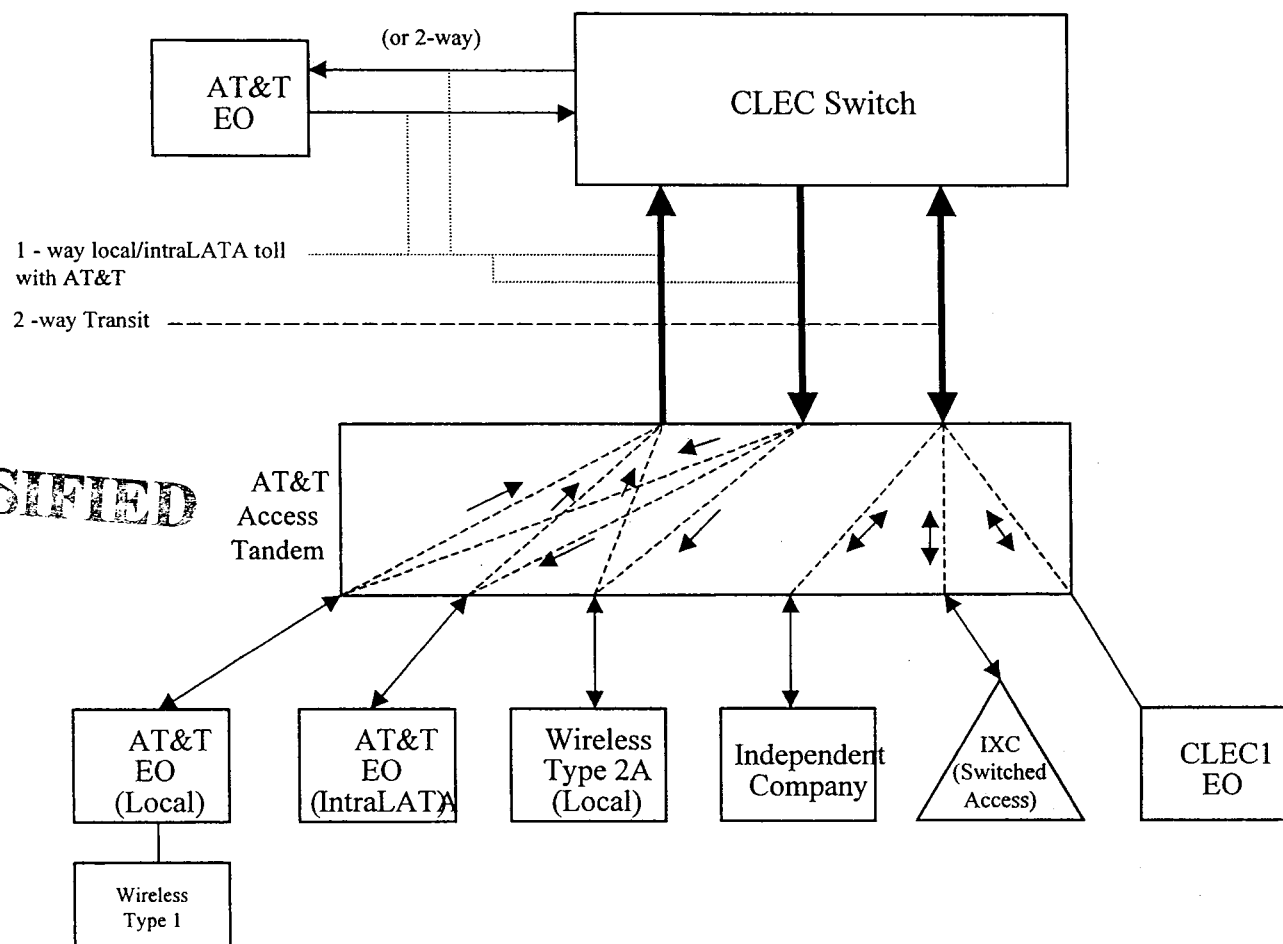 (or 2-way)
AT&T
EO
CLEC Switch
1 - way local/intraLATA toll
with AT&T
2 -way Transit
SIFIED
AT&T
Access
Tandem
AT&T
EO
(Local)
AT&T
EO
(IntraLATA
Wireless
Type 2A
(Local)
Independent
Company
IXC
(Switched
Access)
CLEC1
EO
Wireless
Type 1